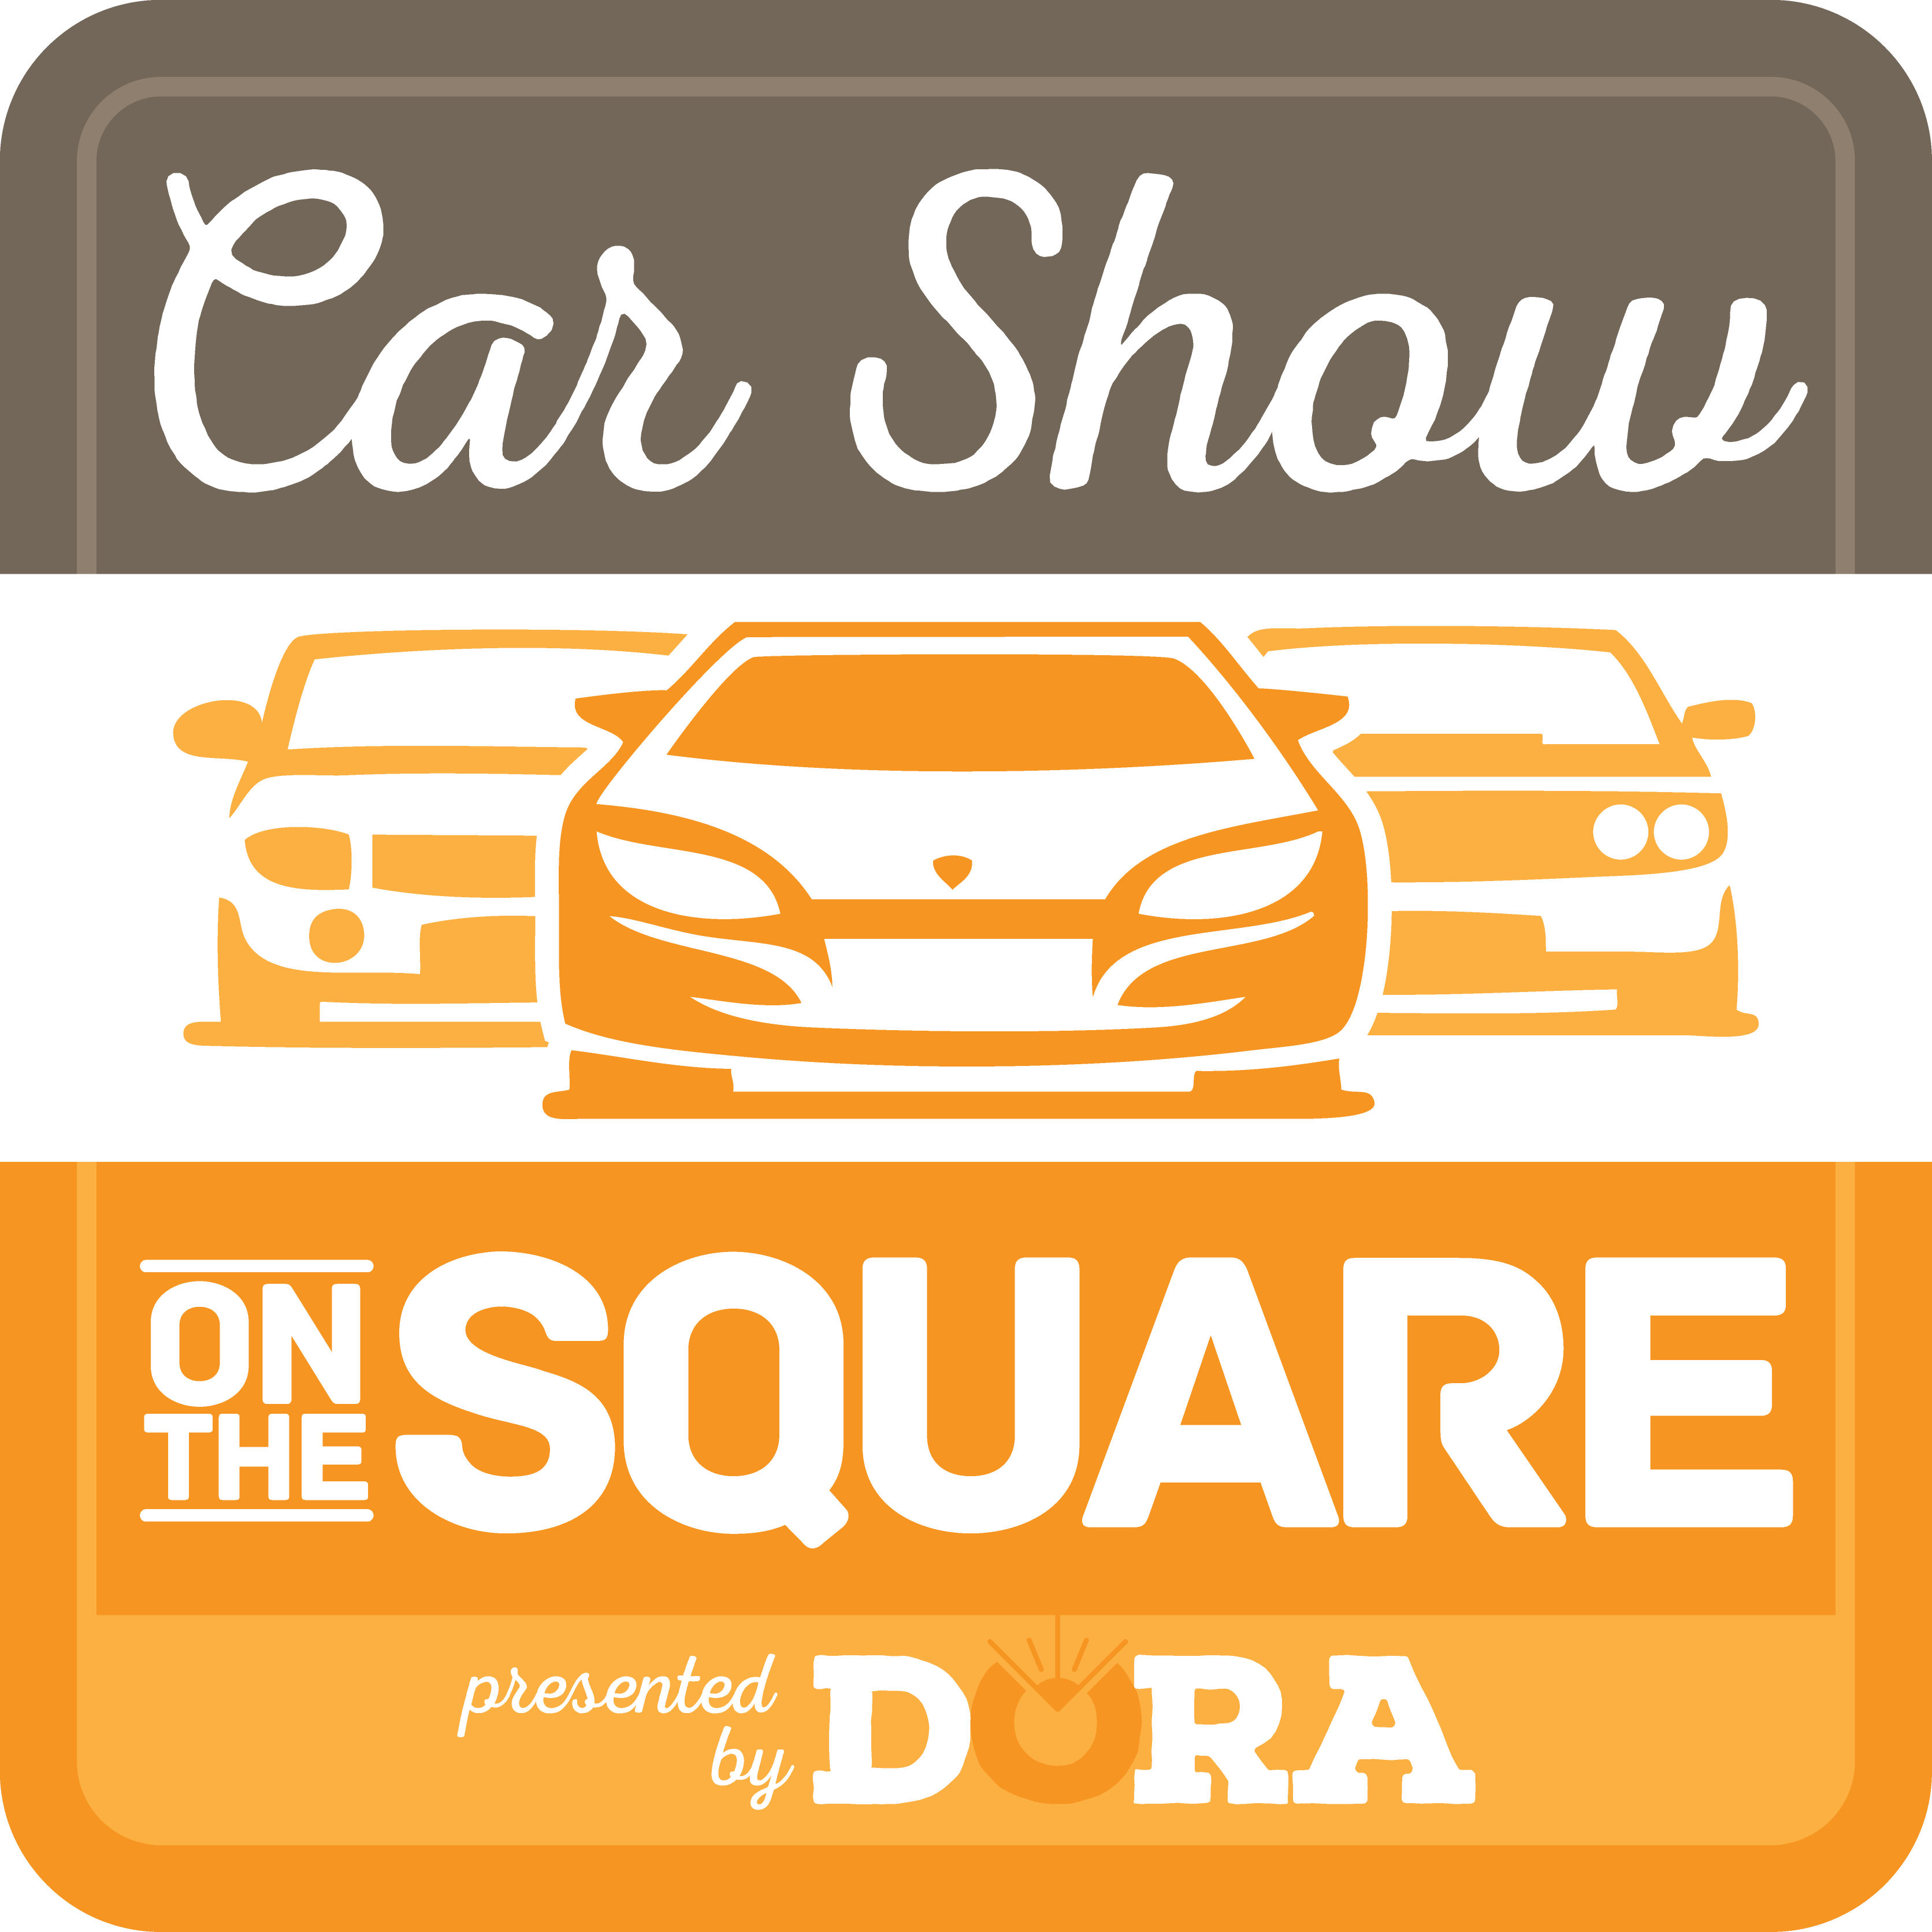 Car Show
ON
THE
SQUARE
presented
by
DORA